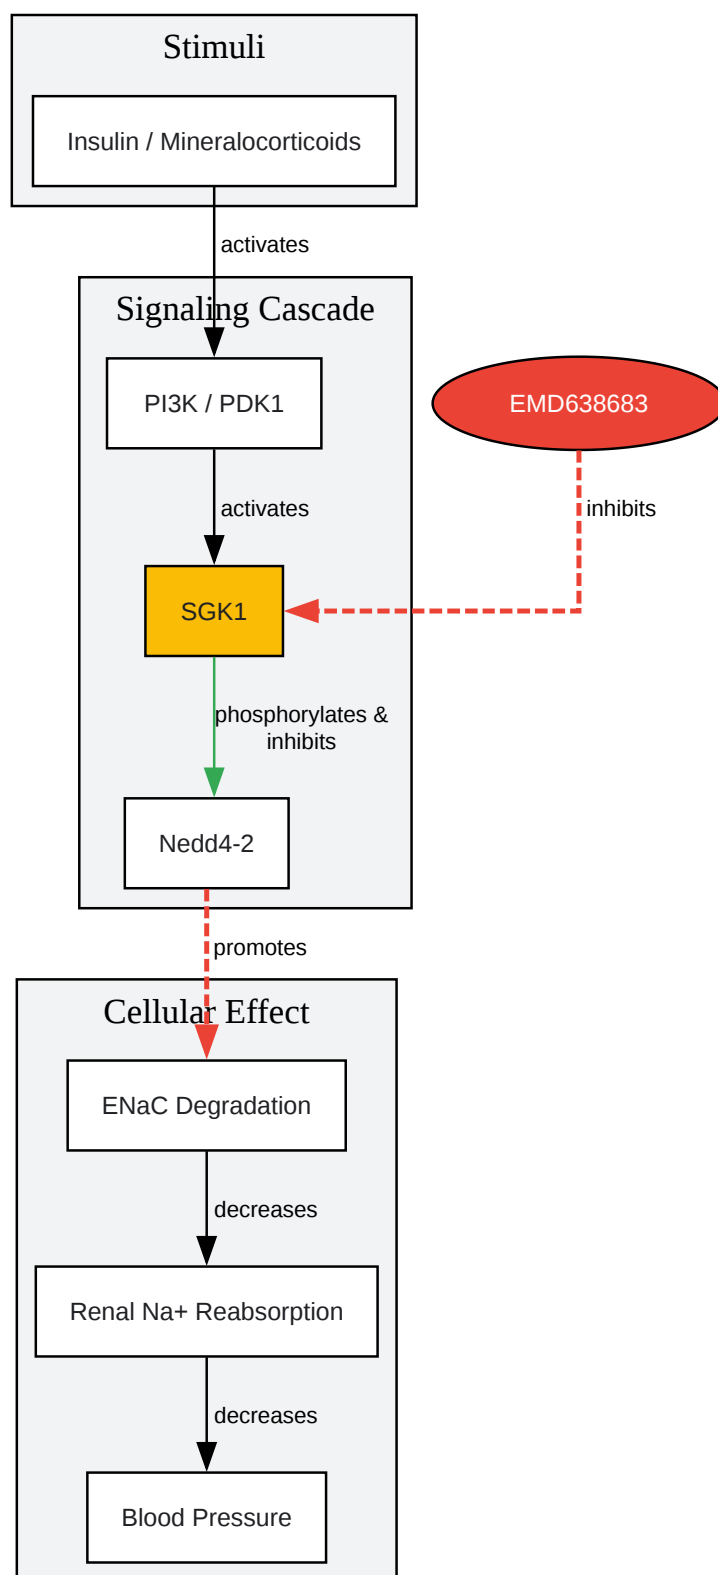 Stimuli
Insulin / Mineralocorticoids
activates
Signaling Cascade
PI3K / PDK1
EMD638683
activates
inhibits
SGK1
phosphorylates &
inhibits
Nedd4-2
promotes
Cellular Effect
ENaC Degradation
decreases
Renal Na+ Reabsorption
decreases
Blood Pressure